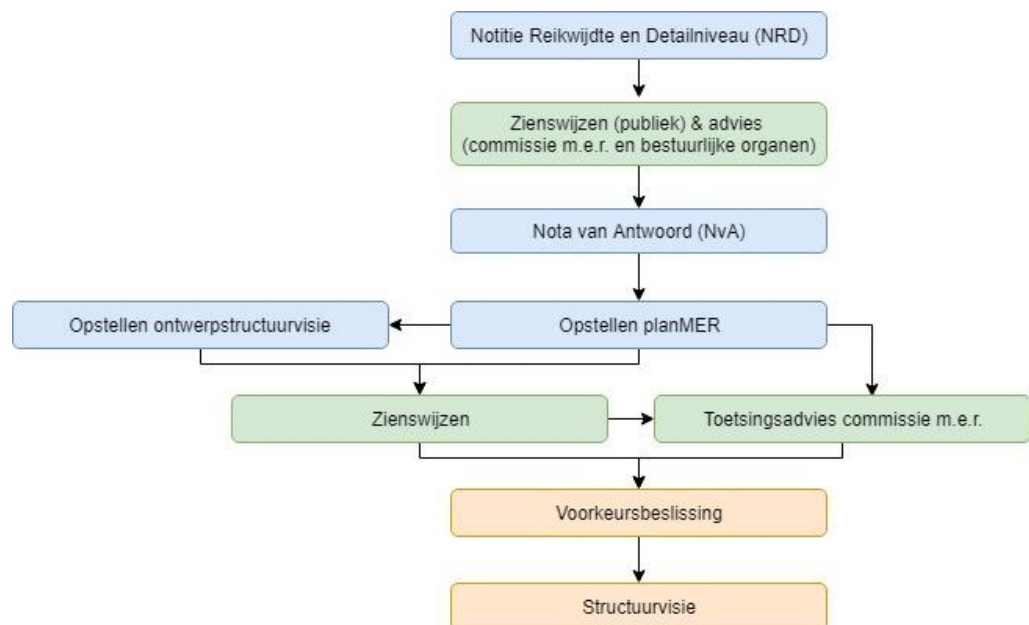 Notitie Reikwijdte en Detailniveau (NRD)
Zienswijzen (publiek) & advies
(commissie m.e.r. en bestuurlijke organen)
Nota van Antwoord (NvA)
Opstellen ontwerpstructuurvisie
Opstellen planMER
Zienswijzen
Toetsingsadvies commissie m.e.r.
Voorkeursbeslissing
Structuurvisie